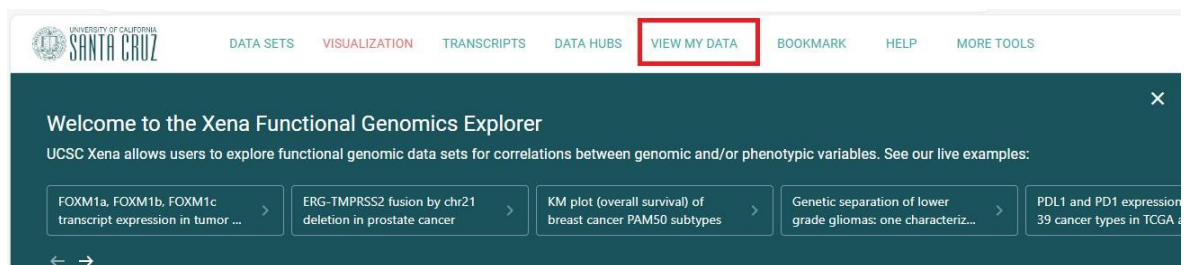 UNIVERSITY OF CALIFORNIA
SANTA CRUZ
DATA SETS VISUALIZATION TRANSCRIPTS DATA HUBS VIEW MY DATA BOOKMARK HELP MORE TOOLS
Welcome to the Xena Functional Genomics Explorer
UCSC Xena allows users to explore functional genomic data sets for correlations between genomic and/or phenotypic variables. See our live examples:
FOXM1a, FOXM1b, FOXM1c
transcript expression in tumor ...
ERG-TMPRSS2 fusion by chr21
deletion in prostate cancer
KM plot (overall survival) of
breast cancer PAM50 subtypes
Genetic separation of lower
grade gliomas: one characteriz...
PDL1 and PD1 expression
39 cancer types in TCGA a